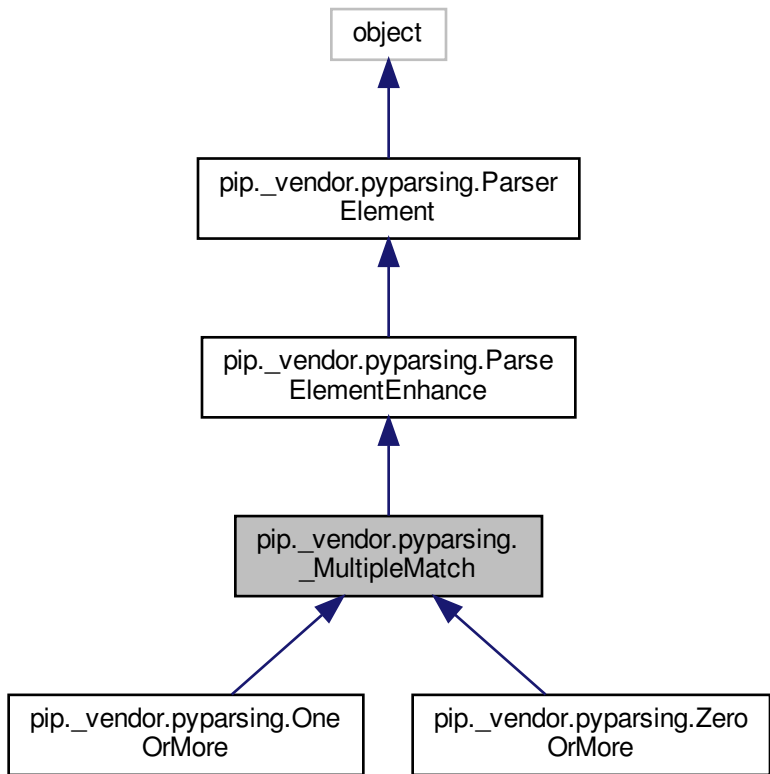 object
pip._vendor.pyparsing.Parser
Element
pip._vendor.pyparsing.Parse
ElementEnhance
pip._vendor.pyparsing.
_MultipleMatch
pip._vendor.pyparsing.One
OrMore
pip._vendor.pyparsing.Zero
OrMore